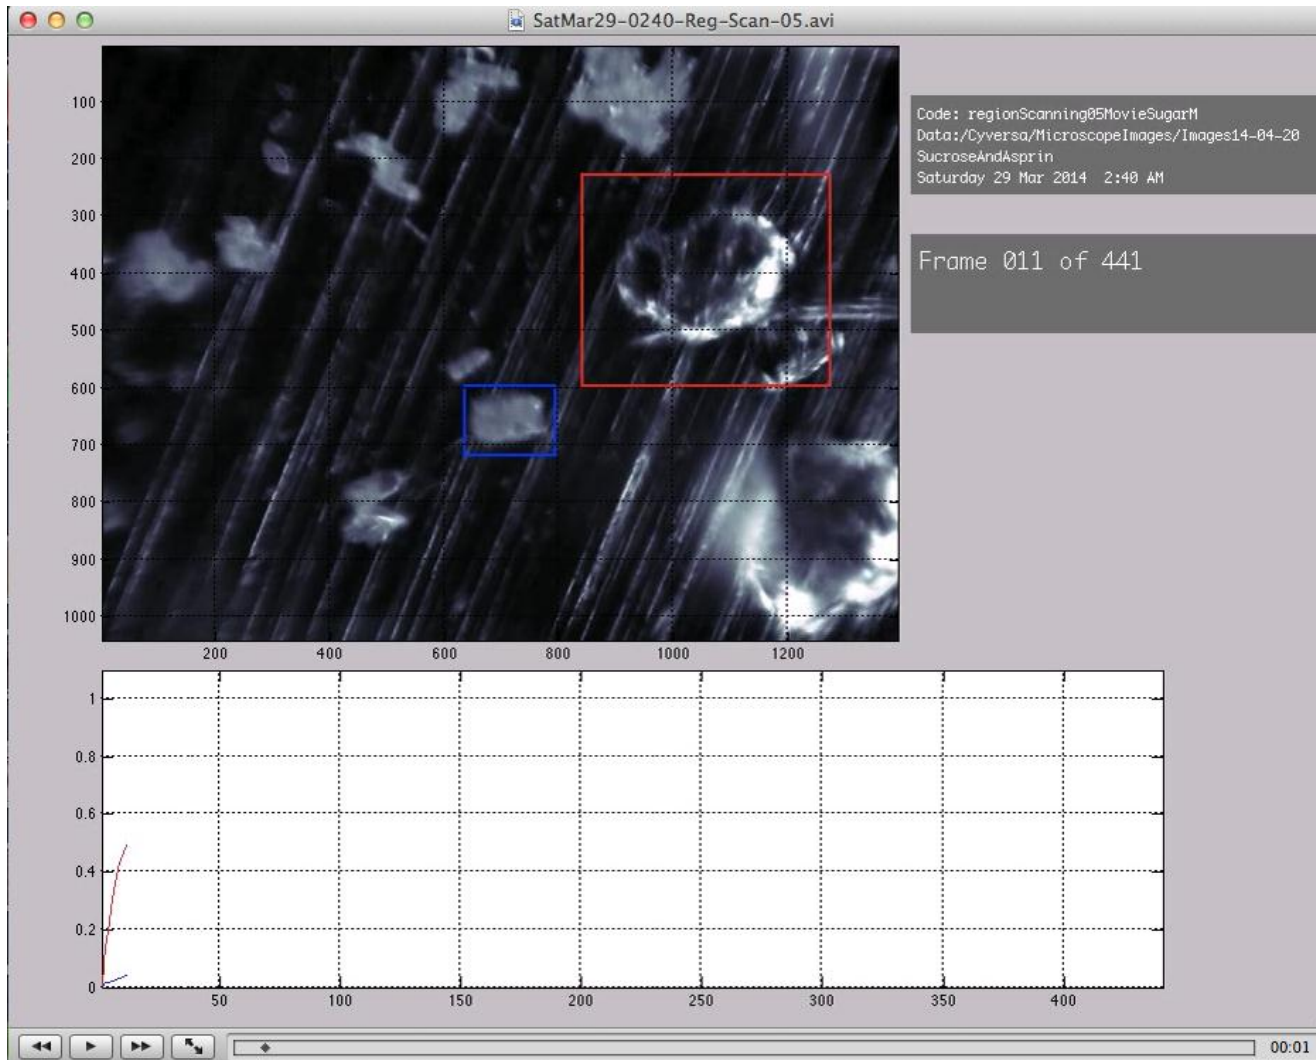 SatMar29-0240-Reg-Scan-05.avi
Code: regionScanning05MovieSugarM
Data:/Cyversa/MicroscopeImages/Images14-04-20
SucroseAndAsprin
Saturday 29 Mar 2014 2:40 AM
Frame 011 of 441
100
200
300
400
500
600
700
800
900
1000
200 400 600 800 1000 1200
1
0.8
0.6
0.4
0.2
0
50 100 150 200 250 300 350 400
00:01